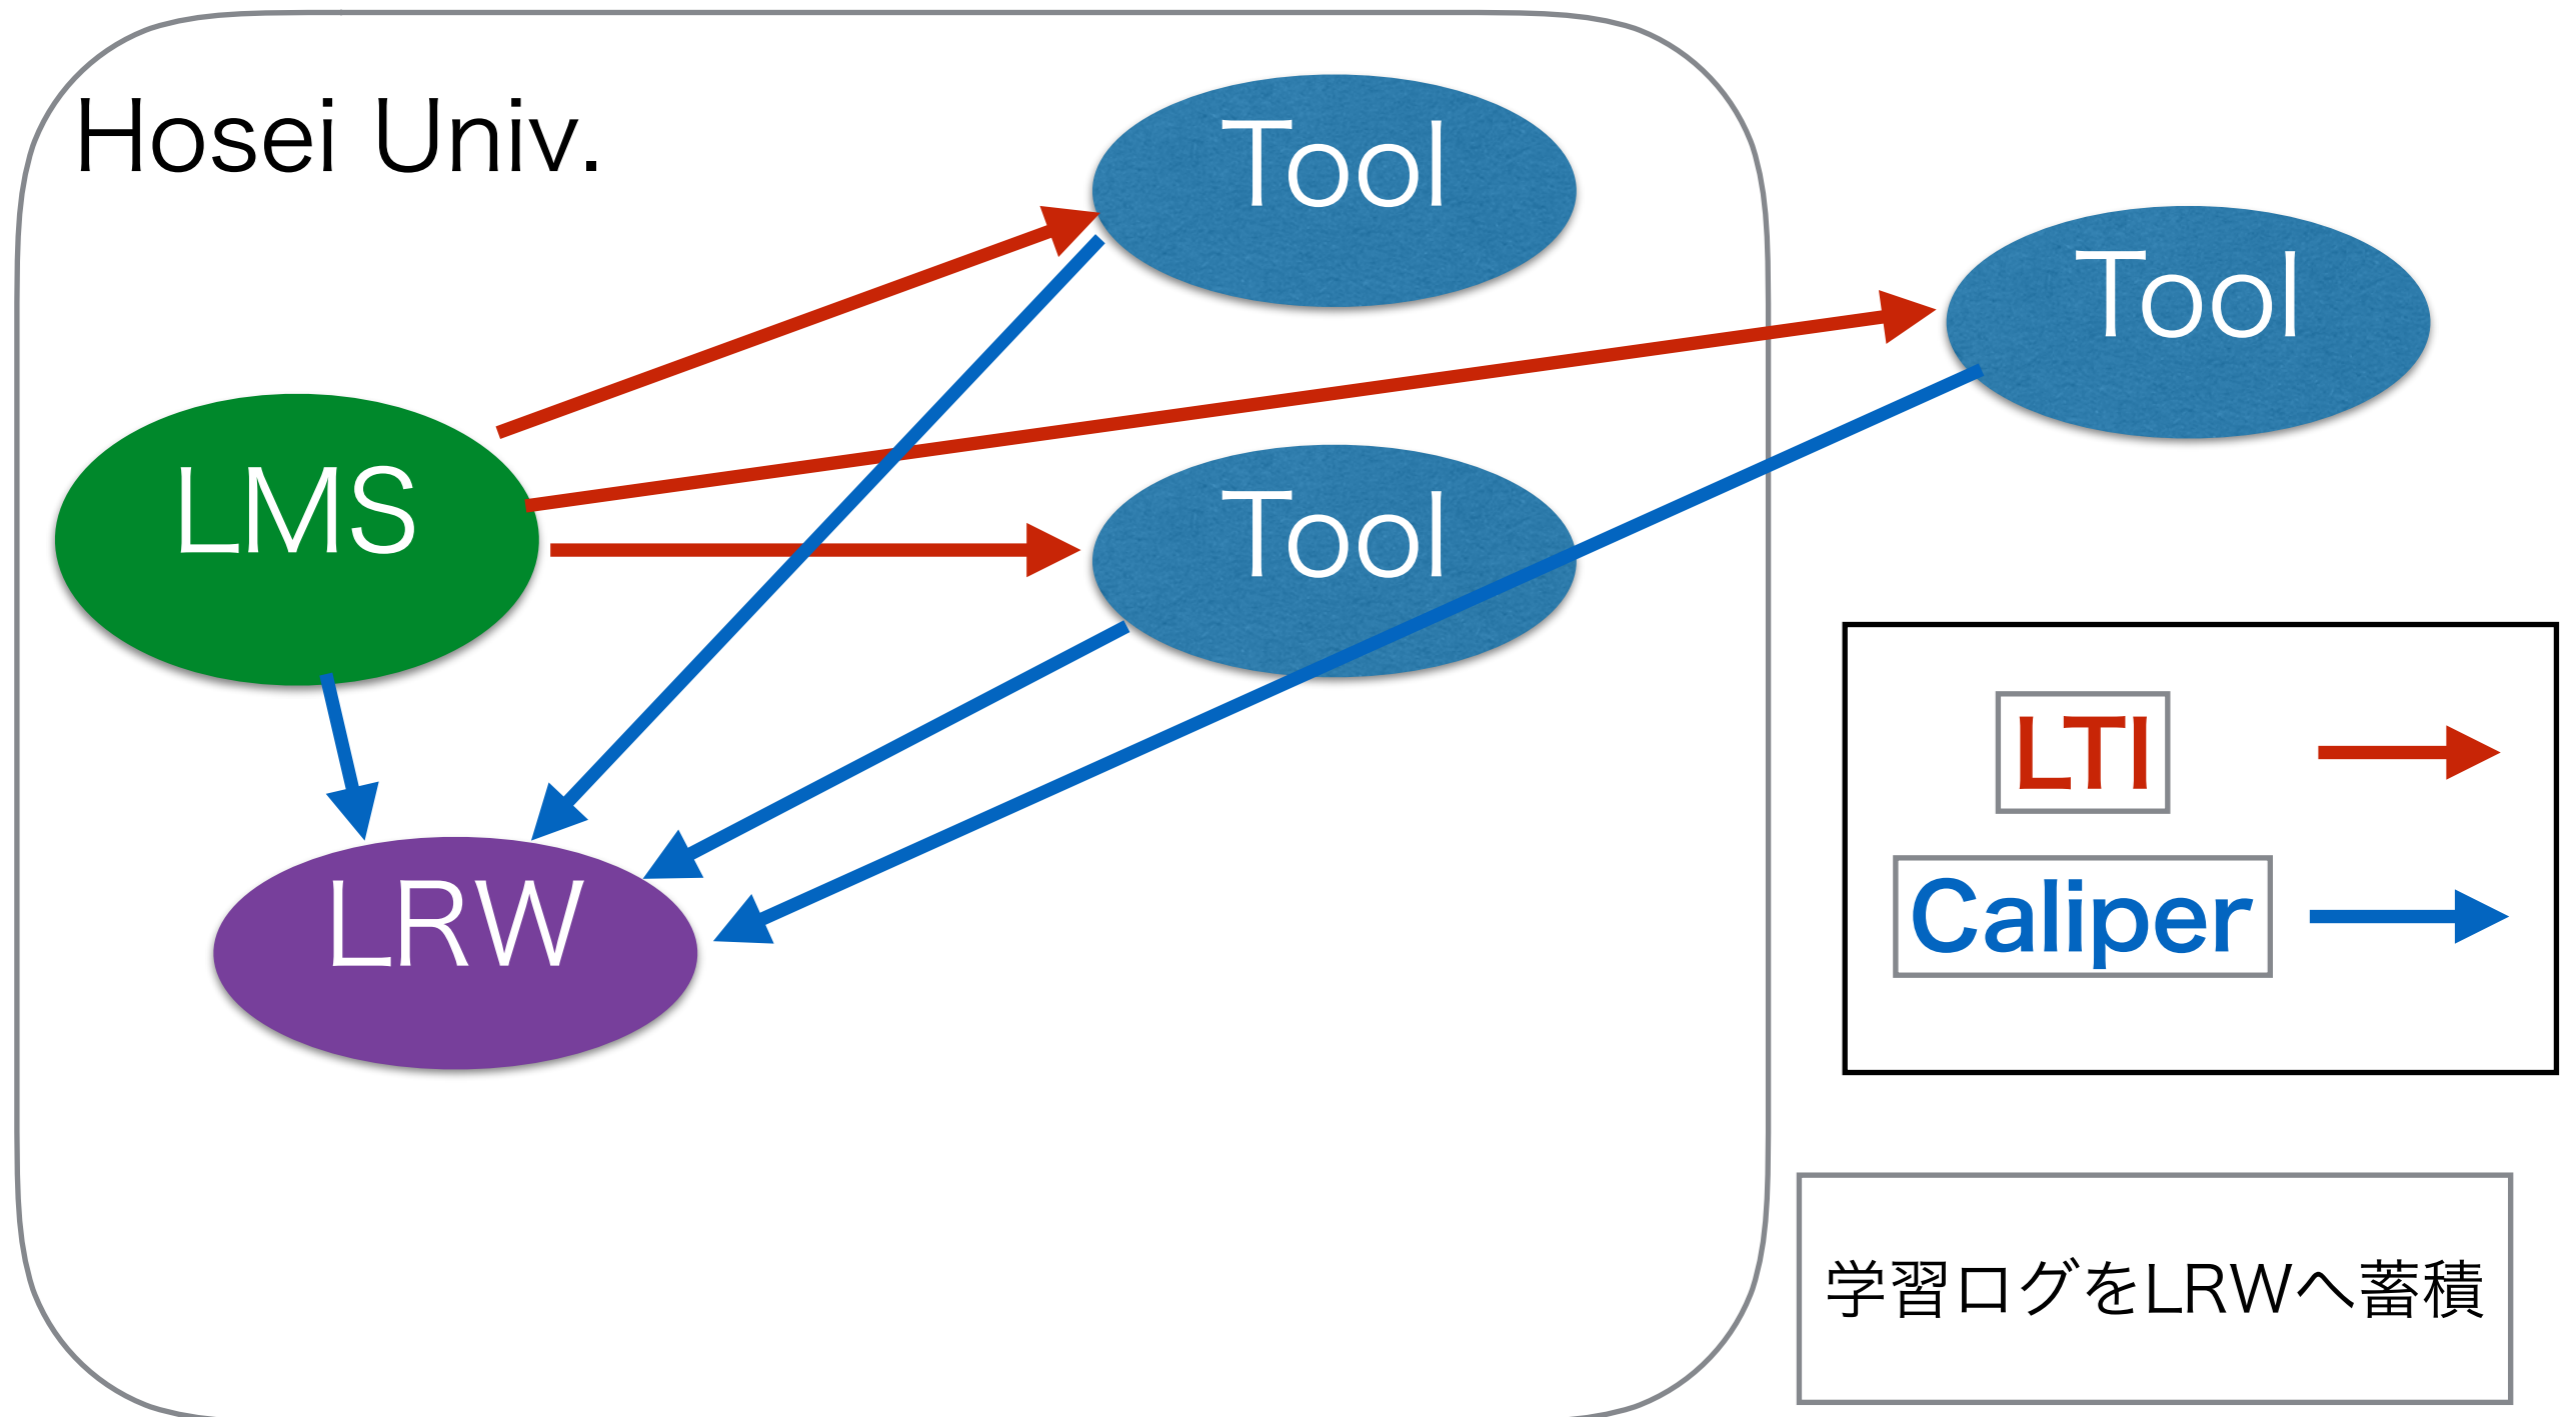 Hosei Univ.
Tool
Tool
LMS
Tool
LRW
LTI
Caliper
学習ログをLRWへ蓄積